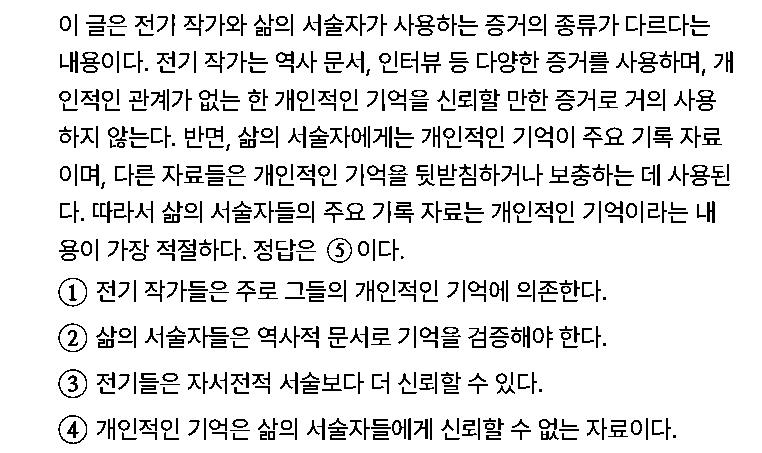 이 글은 전기 작가와 삶의 서술자가 사용하는 증거의 종류가 다르다는
내용이다. 전기 작가는 역사 문서, 인터뷰 등 다양한 증거를 사용하며, 개
인적인 관계가 없는 한 개인적인 기억을 신뢰할 만한 증거로 거의 사용
하지 않는다. 반면, 삶의 서술자에게는 개인적인 기억이 주요 기록 자료
이며, 다른 자료들은 개인적인 기억을 뒷받침하거나 보충하는 데 사용된
다. 따라서 삶의 서술자들의 주요 기록 자료는 개인적인 기억이라는 내
용이 가장 적절하다. 정답은 ⑤이다.
① 전기 작가들은 주로 그들의 개인적인 기억에 의존한다.
② 삶의 서술자들은 역사적 문서로 기억을 검증해야 한다.
③ 전기들은 자서전적 서술보다 더 신뢰할 수 있다.
④ 개인적인 기억은 삶의 서술자들에게 신뢰할 수 없는 자료이다.